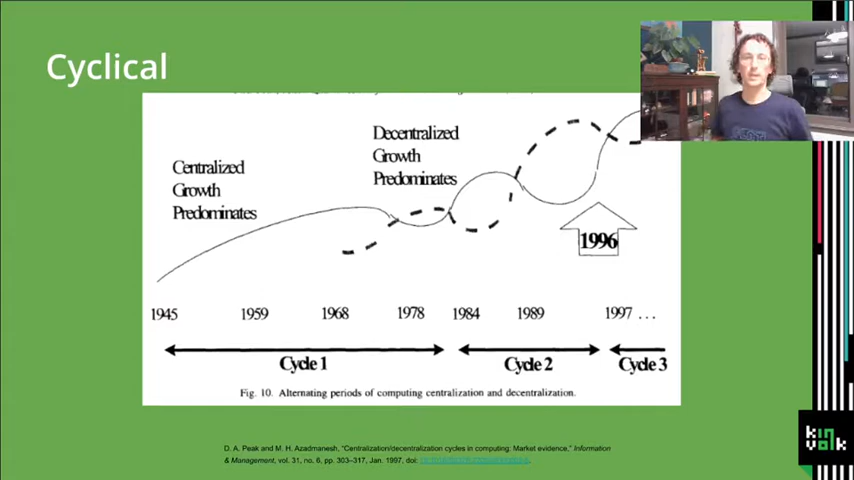 Cyclical
Centralized
Growth
Predominates
Decentralized
Growth
Predominates
1996
1945 1959 1968 1978 1984 1989 1997 ...
Cycle 1 Cycle 2 Cycle 3
Fig. 10. Alternating periods of computing centralization and decentralization.
D. A. Peak and M. H. Azadmanesh, "Centralization/decentralization cycles in computing: Market evidence," Information
& Management, vol. 31, no. 6, pp. 303–317, Jan. 1997, doi:
kin
volk